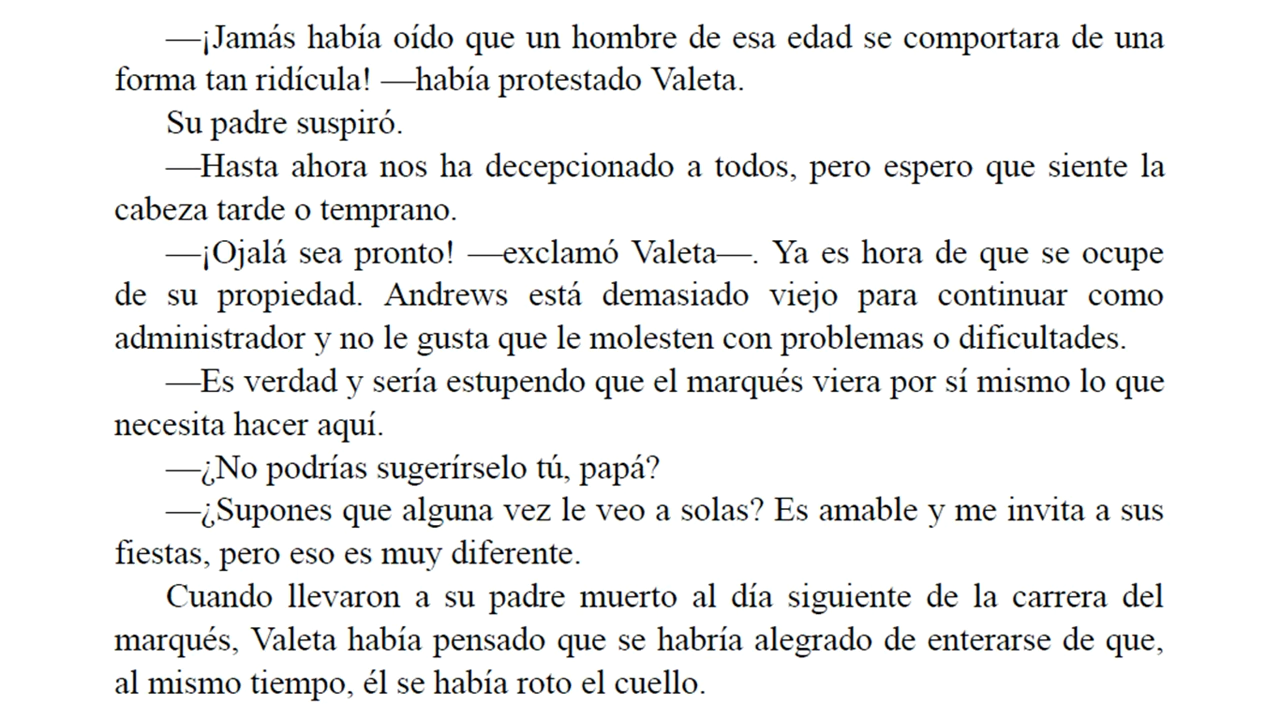 —¡Jamás había oído que un hombre de esa edad se comportara de una
forma tan ridícula! —había protestado Valeta.
Su padre suspiró.
—Hasta ahora nos ha decepcionado a todos, pero espero que siente la
cabeza tarde o temprano.
—¡Ojalá sea pronto! —exclamó Valeta—. Ya es hora de que se ocupe
de su propiedad. Andrews está demasiado viejo para continuar como
administrador y no le gusta que le molesten con problemas o dificultades.
—Es verdad y sería estupendo que el marqués viera por sí mismo lo que
necesita hacer aquí.
—¿No podrías sugerírselo tú, papá?
—¿Supones que alguna vez le veo a solas? Es amable y me invita a sus
fiestas, pero eso es muy diferente.
Cuando llevaron a su padre muerto al día siguiente de la carrera del
marqués, Valeta había pensado que se habría alegrado de enterarse de que,
al mismo tiempo, él se había roto el cuello.